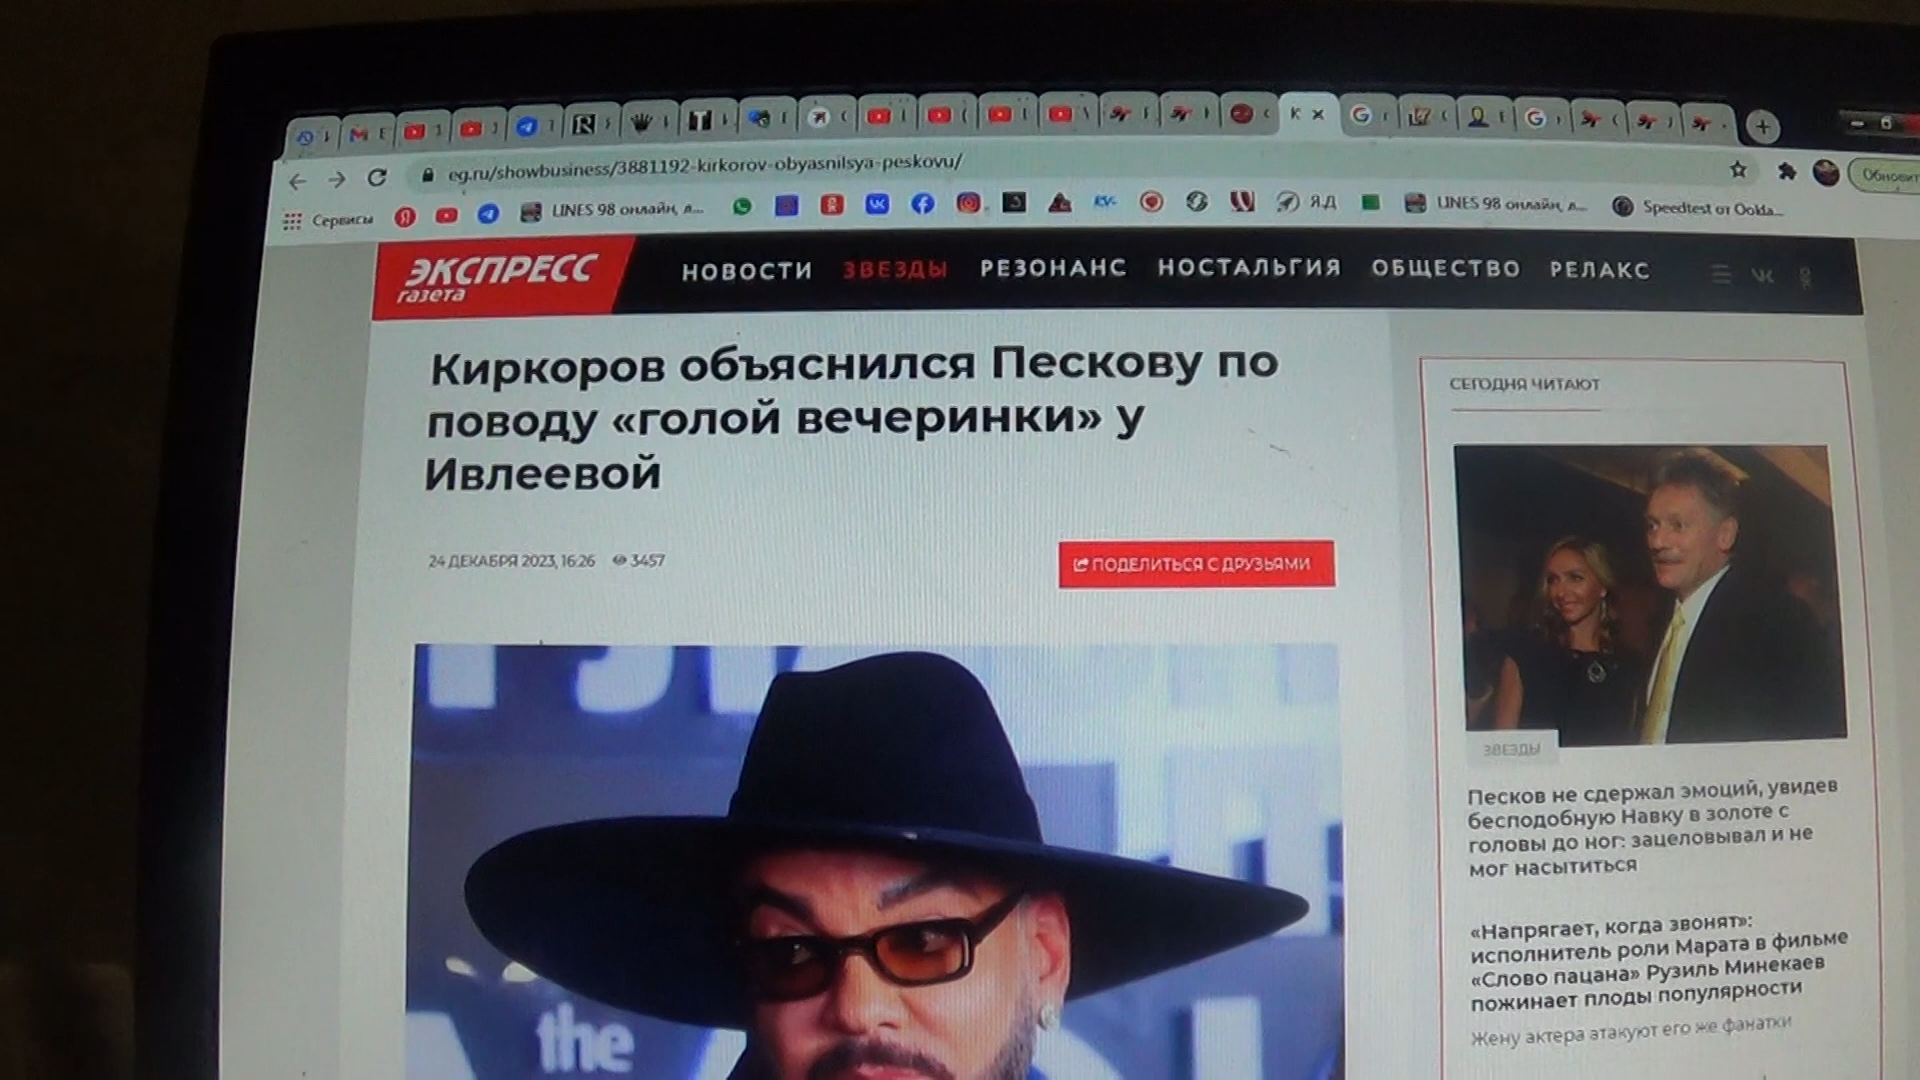 eg.ru/showbusiness/3881192-kirkorov-obyasnilsya-peskovu/
Обновит
Сервисы
LINES 98 онлайн, л...
Я.Д
LINES 98 онлайн, л...
Speedtest от Ookla...
ЭКСПРЕСС
газета
НОВОСТИ ЗВЕЗДЫ РЕЗОНАНС НОСТАЛЬГИЯ ОБЩЕСТВО РЕЛАКС
Киркоров объяснился Пескову по
поводу «голой вечеринки» у
Ивлеевой
24 ДЕКАБРЯ 2023, 16:26 3457
ПОДЕЛИТЬСЯ С ДРУЗЬЯМИ
the
СЕГОДНЯ ЧИТАЮТ
ЗВЕЗДЫ
Песков не сдержал эмоций, увидев
бесподобную Навку в золоте с
головы до ног: зацеловывал и не
мог насытиться
«Напрягает, когда звонят»:
исполнитель роли Марата в фильме
«Слово пацана» Рузиль Минекаев
пожинает плоды популярности
Жену актера атакуют его же фанатки